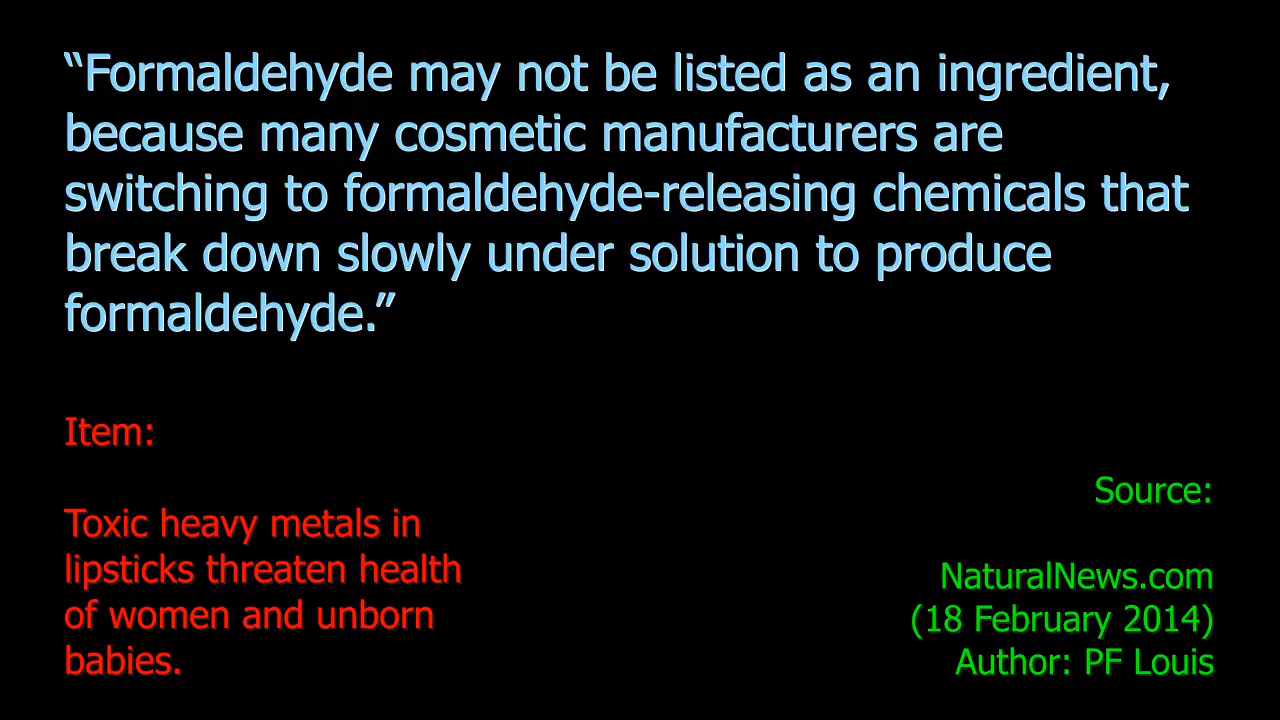 “Formaldehyde may not be listed as an ingredient,
because many cosmetic manufacturers are
switching to formaldehyde-releasing chemicals that
break down slowly under solution to produce
formaldehyde.”
Item:
Toxic heavy metals in
lipsticks threaten health
of women and unborn
babies.
Source:
NaturalNews.com
(18 February 2014)
Author: PF Louis